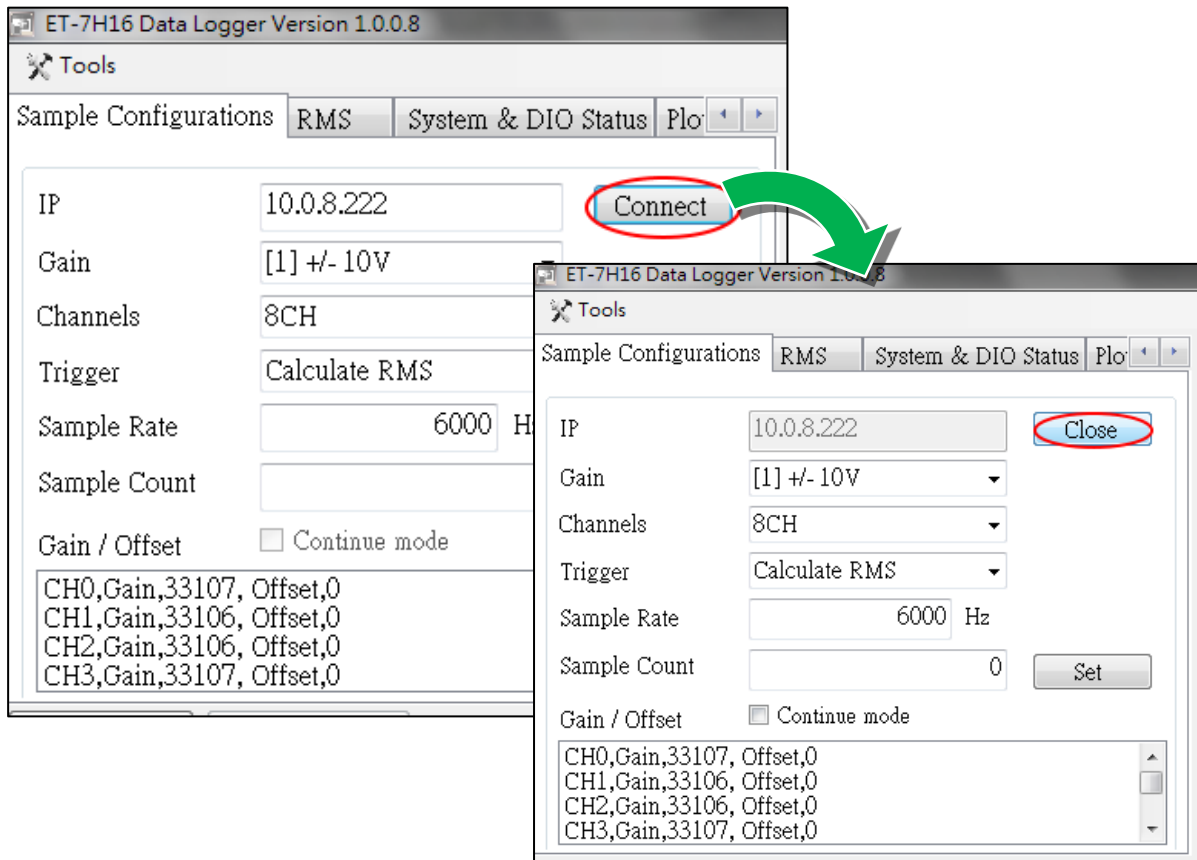 ET-7H16 Data Logger Version 1.0.0.8
Tools
Sample Configurations RMS System & DIO Status Plo
IP 10.0.8.222 Connect
Gain [1] +/- 10V
Channels 8CH
Trigger Calculate RMS
Sample Rate 6000 H
Sample Count
Gain / Offset Continue mode
CH0,Gain,33107, Offset,0
CH1,Gain,33106, Offset,0
CH2,Gain,33106, Offset,0
CH3,Gain,33107, Offset,0
ET-7H16 Data Logger Version 1.0.0.8
Tools
Sample Configurations RMS System & DIO Status Plo
IP 10.0.8.222 Close
Gain [1] +/- 10V
Channels 8CH
Trigger Calculate RMS
Sample Rate 6000 Hz
Sample Count 0 Set
Gain / Offset Continue mode
CH0,Gain,33107, Offset,0
CH1,Gain,33106, Offset,0
CH2,Gain,33106, Offset,0
CH3,Gain,33107, Offset,0